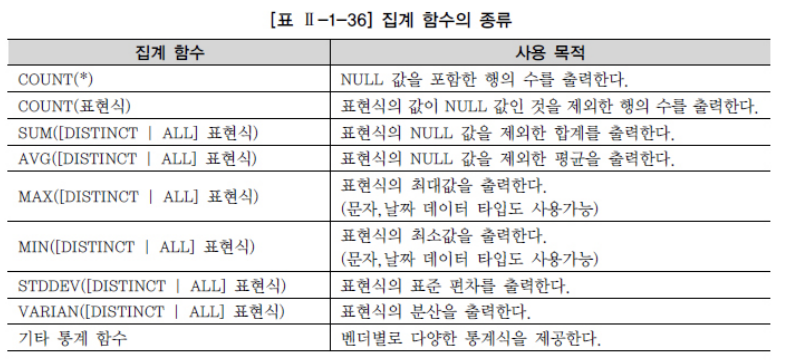 [표 Ⅱ-1-36] 집계 함수의 종류
집계 함수 사용 목적
COUNT(*) NULL 값을 포함한 행의 수를 출력한다.
COUNT(표현식) 표현식의 값이 NULL 값인 것을 제외한 행의 수를 출력한다.
SUM([DISTINCT | ALL] 표현식) 표현식의 NULL 값을 제외한 합계를 출력한다.
AVG([DISTINCT | ALL] 표현식) 표현식의 NULL 값을 제외한 평균을 출력한다.
MAX([DISTINCT | ALL] 표현식) 표현식의 최대값을 출력한다.
(문자,날짜 데이터 타입도 사용가능)
MIN([DISTINCT | ALL] 표현식) 표현식의 최소값을 출력한다.
(문자,날짜 데이터 타입도 사용가능)
STDDEV([DISTINCT | ALL] 표현식) 표현식의 표준 편차를 출력한다.
VARIAN([DISTINCT | ALL] 표현식) 표현식의 분산을 출력한다.
기타 통계 함수 벤더별로 다양한 통계식을 제공한다.